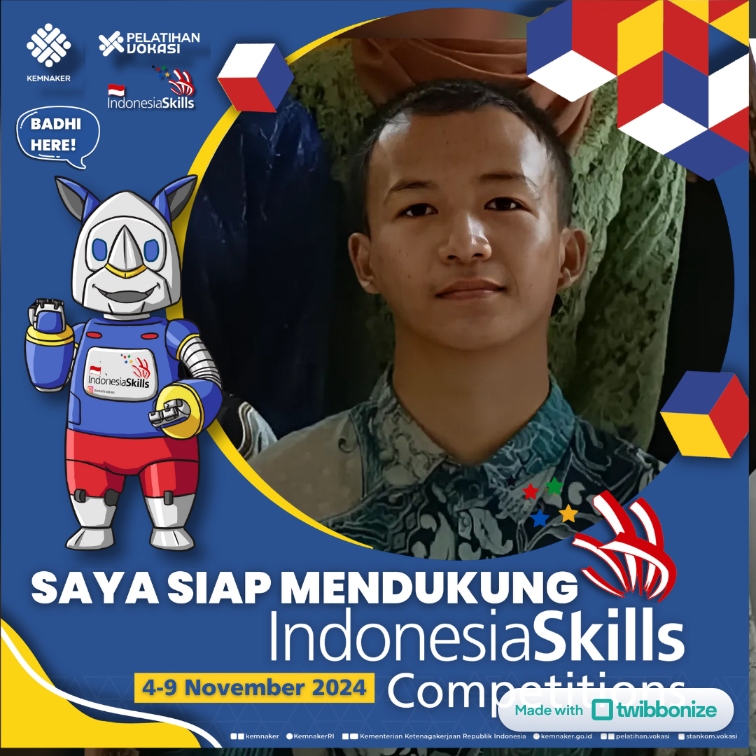 KEMNAKER
PELATIHAN
VOKASI
IndonesiaSkills
BADHI
HERE!
IndonesiaSkills
SAYA SIAP MENDUKUNG
IndonesiaSkills
4-9 November 2024
Competitions
Made with twibbonize
kemnaker KemnakerRI Kementerian Ketenagakerjaan Republik Indonesia kemnaker.go.id pelatihan.vokasi stankom.vokasi